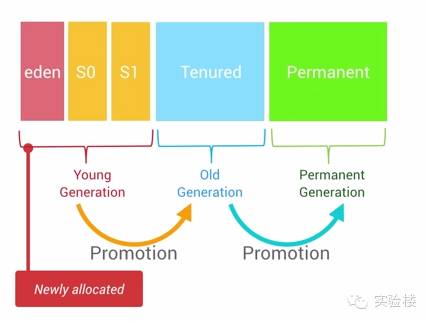 eden
S0
S1
Tenured
Permanent
Young
Generation
Old
Generation
Permanent
Generation
Promotion
Promotion
Newly allocated
实验楼